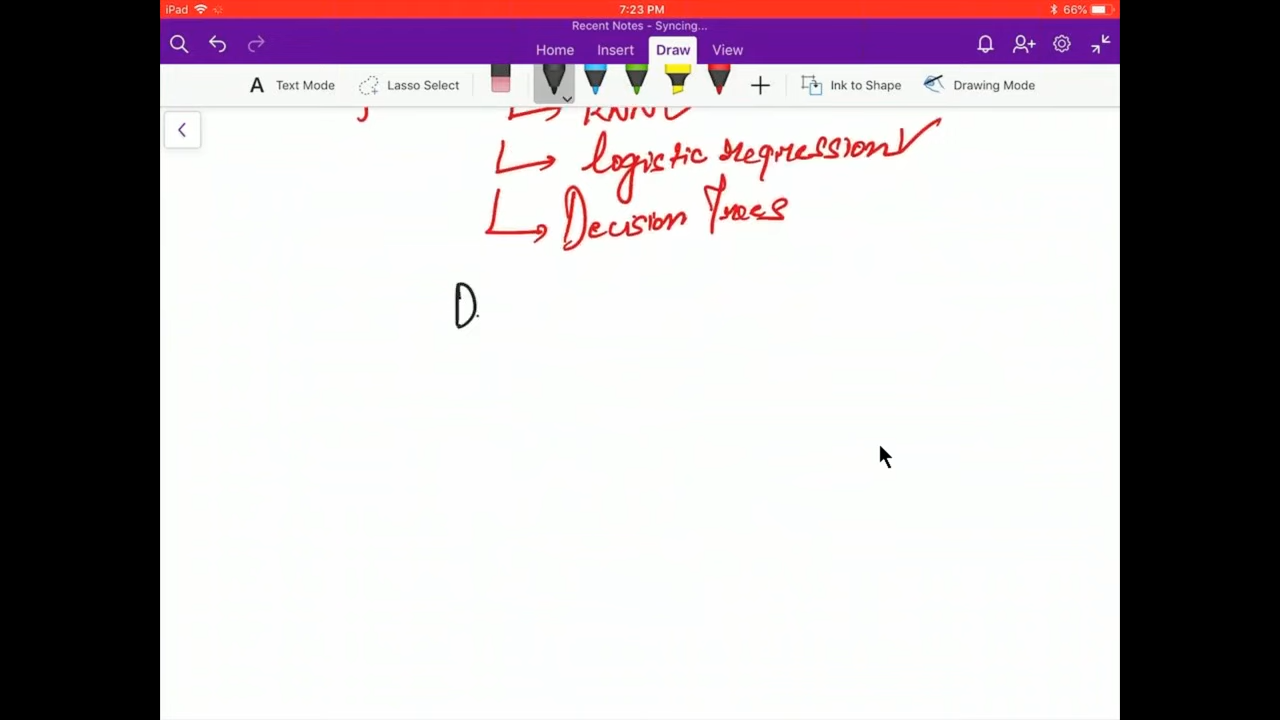 iPad 7:23 PM 66%
Recent Notes - Syncing...
Home Insert Draw View
A Text Mode Lasso Select Ink to Shape Drawing Mode
KNN
logistic regression
Decision Trees
D.